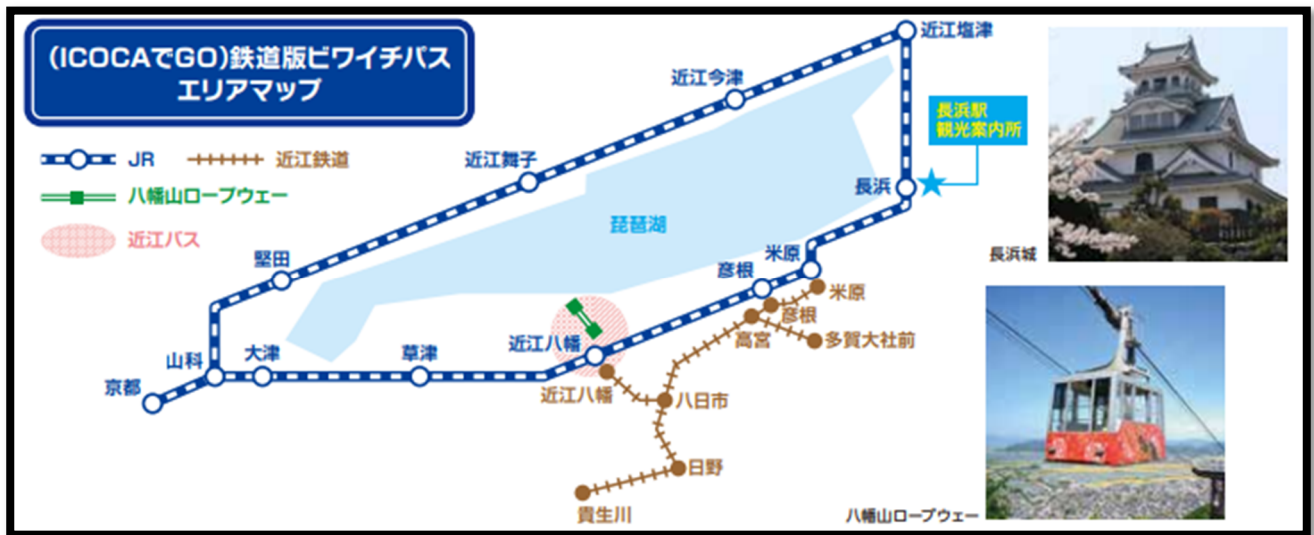 (ICOCAでGO)鉄道版ビワイチパス
エリアマップ
JR
近江鉄道
八幡山ロープウェー
近江バス
近江塩津
近江今津
近江舞子
堅田
山科
京都
大津
草津
近江八幡
彦根
米原
長浜
長浜駅
観光案内所
琵琶湖
米原
彦根
高宮
多賀大社前
近江八幡
八日市
日野
貴生川
長浜城
八幡山ロープウェー